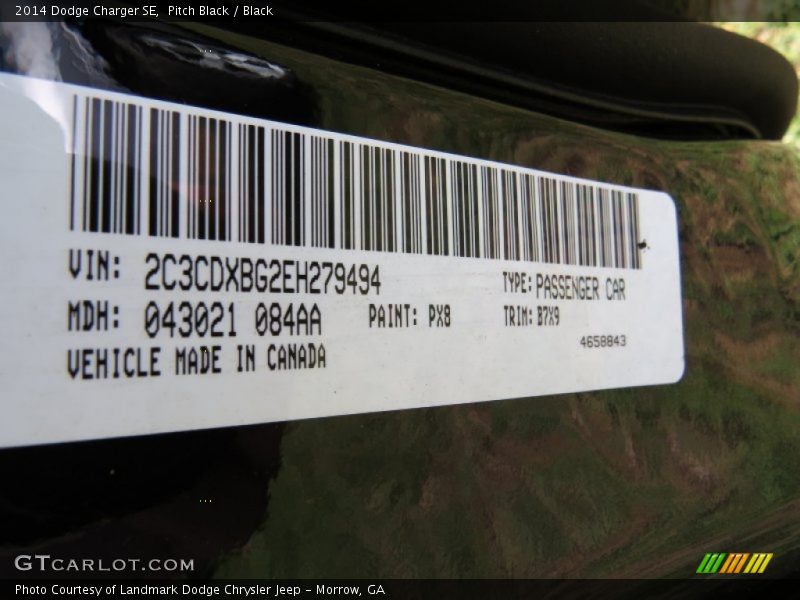 2014 Dodge Charger SE,  Pitch Black / Black
VIN: 2C3CDXBG2EH279494 TYPE: PASSENGER CAR
MDH: 043021 084AA PAINT: PX8 TRIM: B7X9
VEHICLE MADE IN CANADA 4658843
GTCARLOT.COM
Photo Courtesy of Landmark Dodge Chrysler Jeep – Morrow, GA